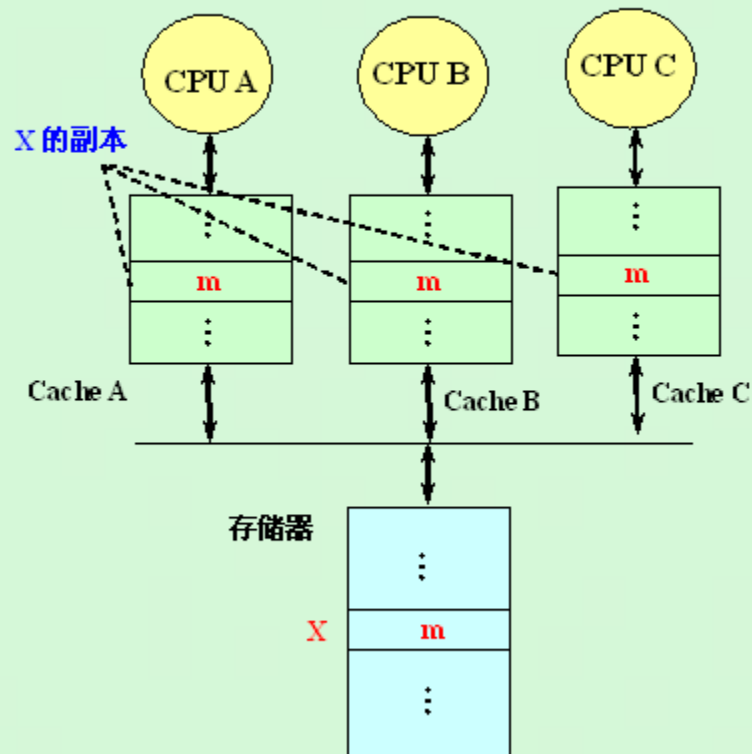 CPU A
CPU B
CPU C
X 的副本
m
m
m
Cache A
Cache B
Cache C
存储器
X
m